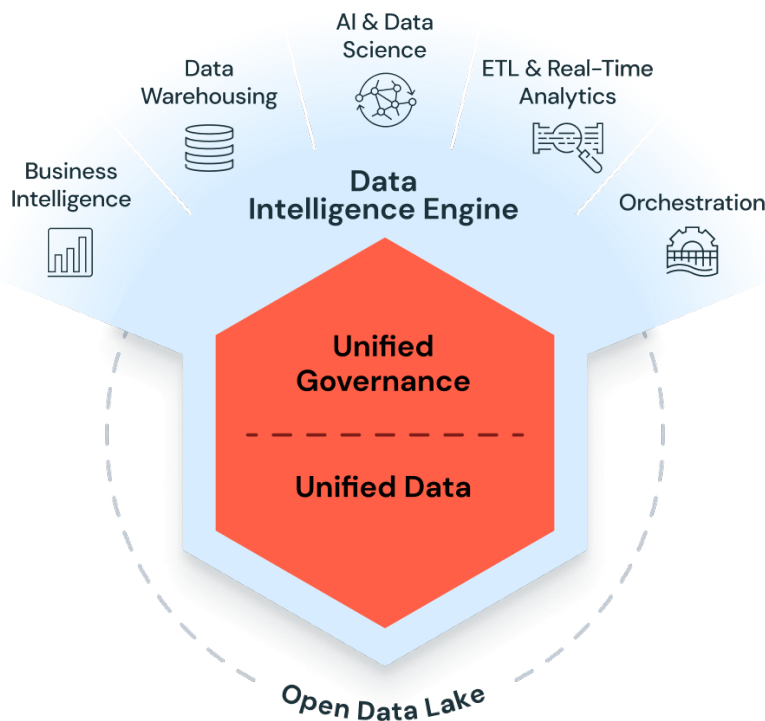 AI & Data
Science
Data
Warehousing
ETL & Real-Time
Analytics
Business
Intelligence
Orchestration
Data
Intelligence Engine
Unified
Governance
Unified Data
Open Data Lake